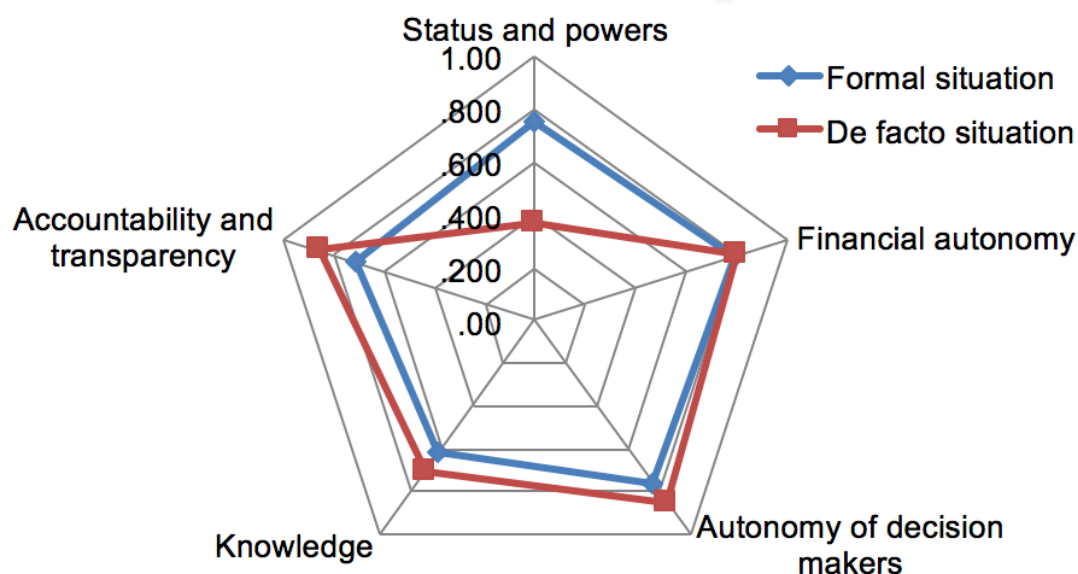 Status and powers
1.00
.800
.600
.400
.200
.00
Formal situation
De facto situation
Accountability and
transparency
Financial autonomy
Knowledge
Autonomy of decision
makers